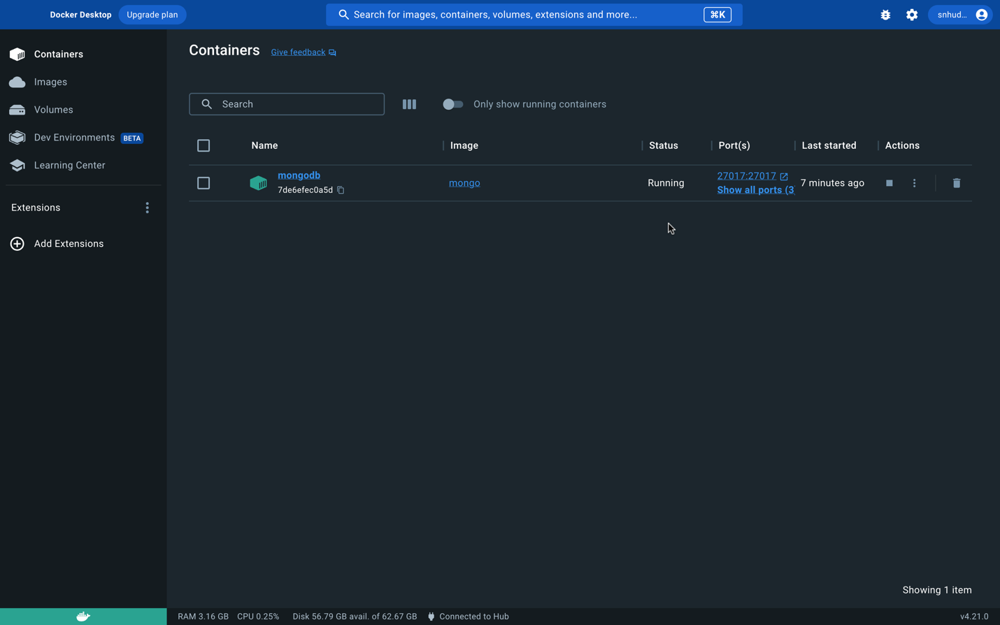 Docker Desktop Upgrade plan Search for images, containers, volumes, extensions and more... ⌘K snhud...
Containers
Images
Volumes
Dev Environments BETA
Learning Center
Extensions
Add Extensions
Containers Give feedback
Search Only show running containers
Name Image Status Port(s) Last started Actions
mongodb
7de6efec0a5d
mongo
Running
27017:27017
Show all ports (3
7 minutes ago
Showing 1 item
RAM 3.16 GB CPU 0.25% Disk 56.79 GB avail. of 62.67 GB Connected to Hub v4.21.0